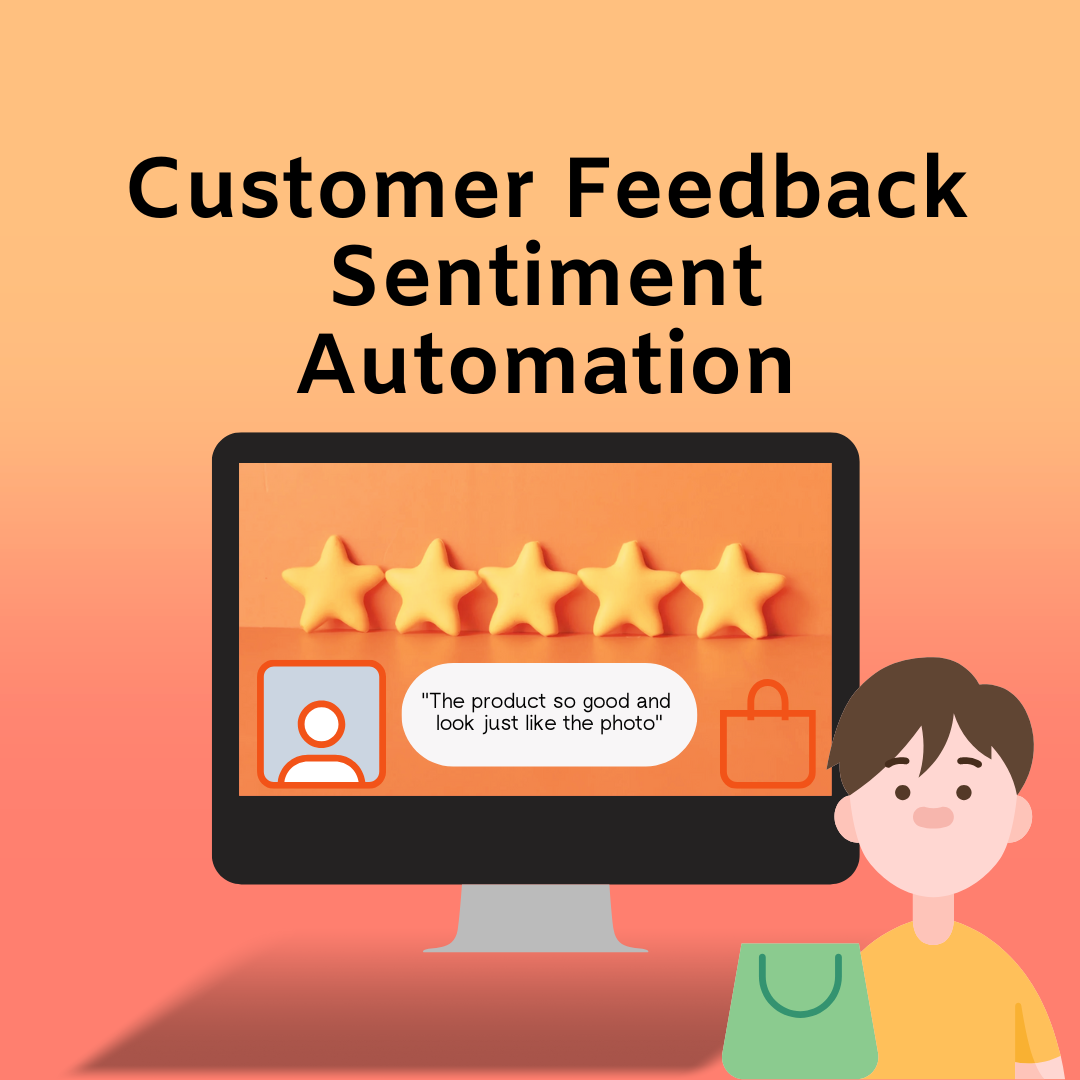 Customer Feedback
Sentiment
Automation
"The product so good and
look just like the photo"